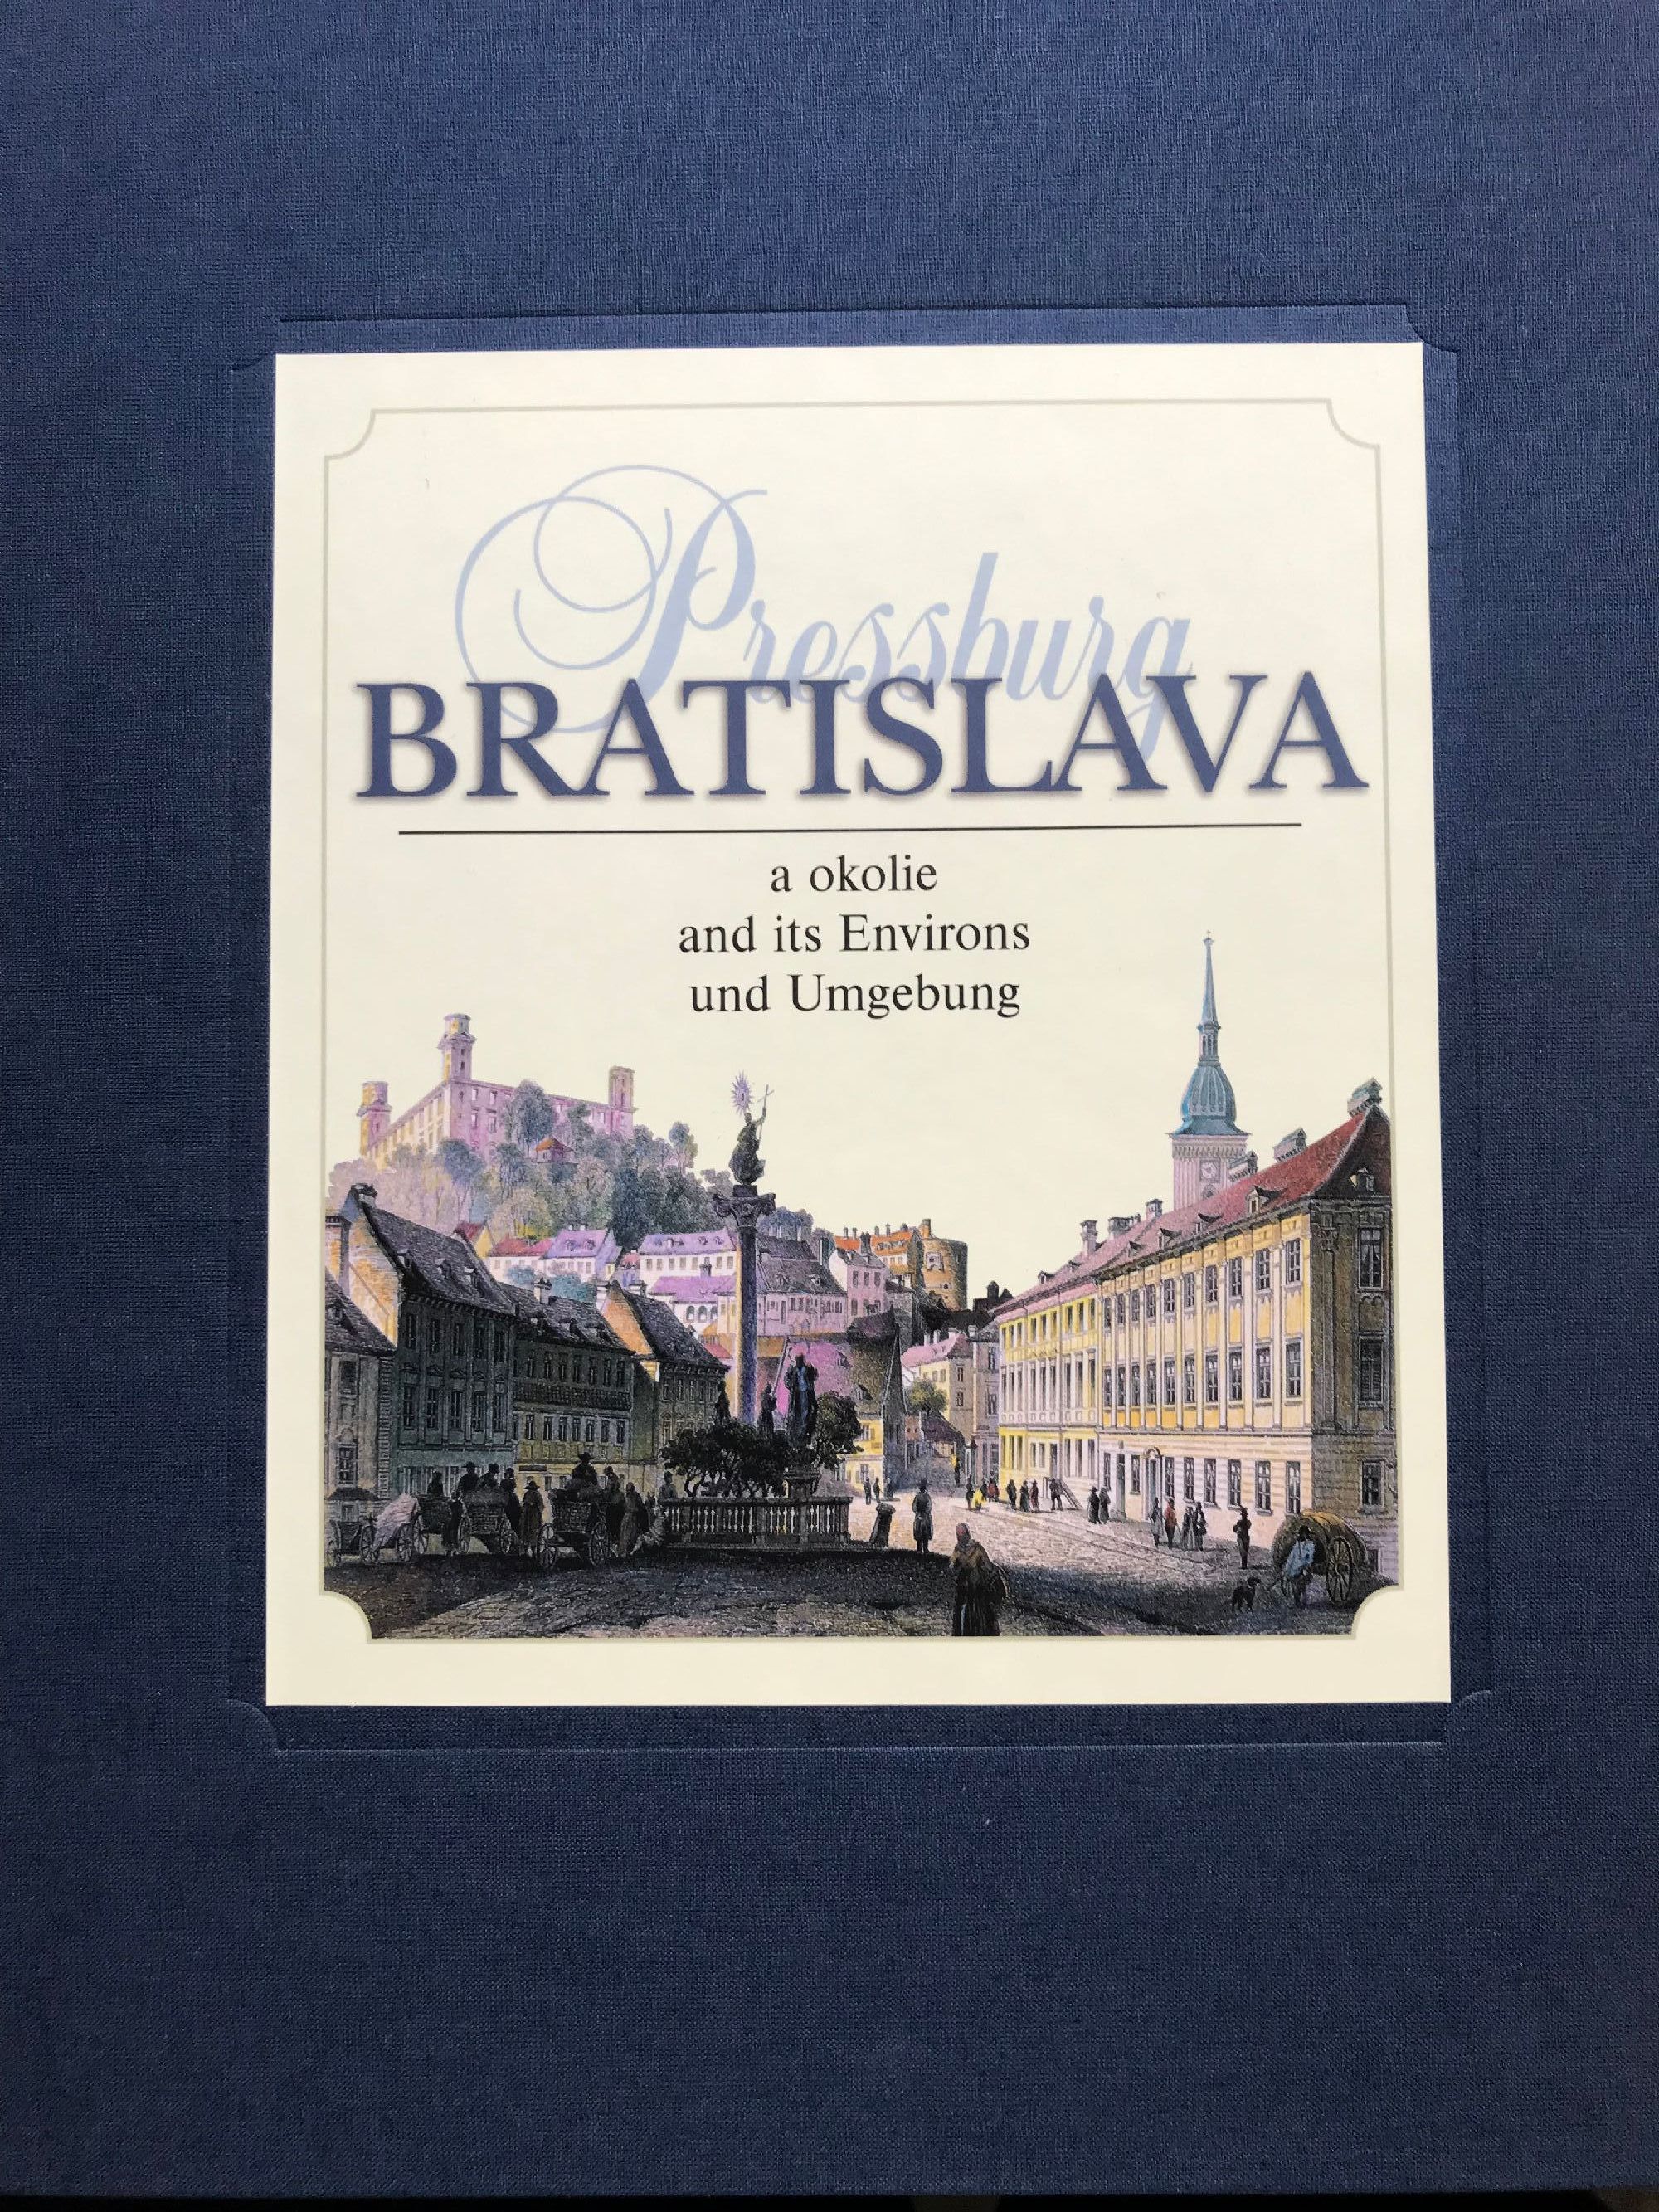 Pressburg
BRATISLAVA
a okolie
and its Environs
und Umgebung